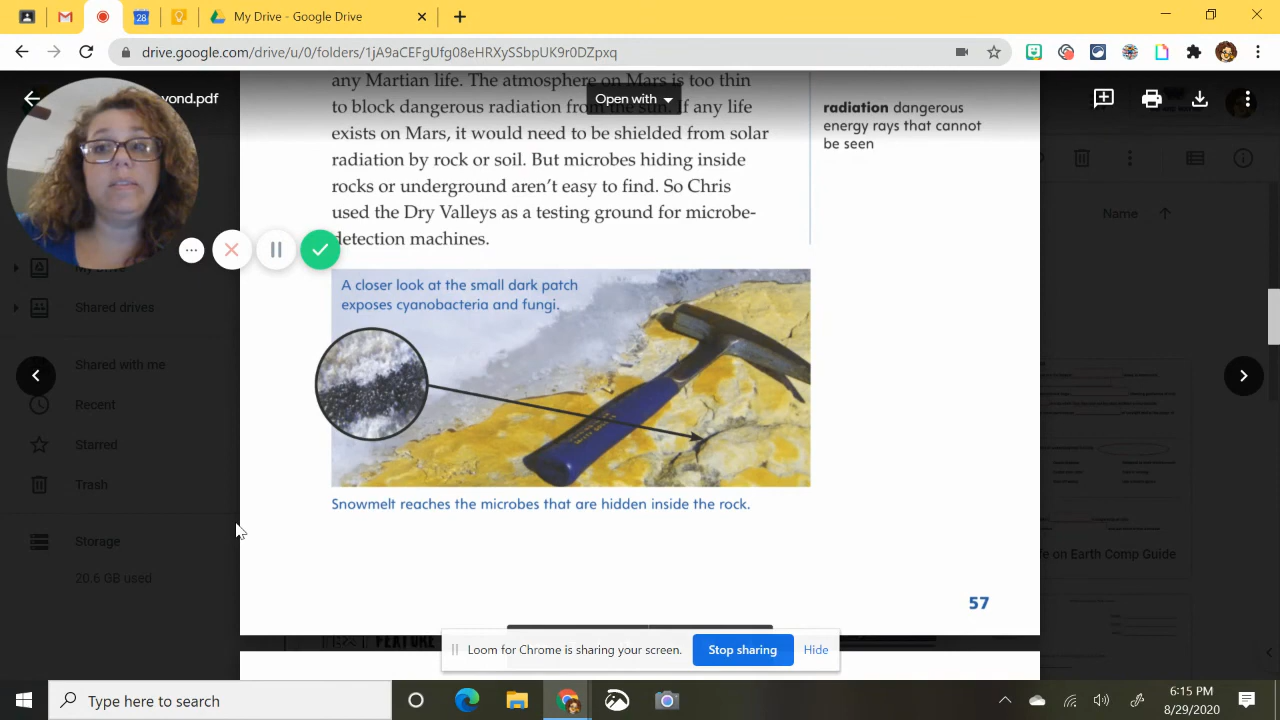 28
My Drive - Google Drive
drive.google.com/drive/u/0/folders/1jA9aCEFgUfg08eHRXySSbpUK9r0DZpxq
yond.pdf
Open with
any Martian life. The atmosphere on Mars is too thin
to block dangerous radiation from the sun. If any life
exists on Mars, it would need to be shielded from solar
radiation by rock or soil. But microbes hiding inside
rocks or underground aren't easy to find. So Chris
used the Dry Valleys as a testing ground for microbe-
detection machines.
radiation dangerous
energy rays that cannot
be seen
A closer look at the small dark patch
exposes cyanobacteria and fungi.
Snowmelt reaches the microbes that are hidden inside the rock.
57
My Drive
Shared drives
Shared with me
Recent
Starred
Trash
Storage
20.6 GB used
Name
fe on Earth Comp Guide
FEATURE
Loom for Chrome is sharing your screen.
Stop sharing
Hide
Type here to search
6:15 PM
8/29/2020